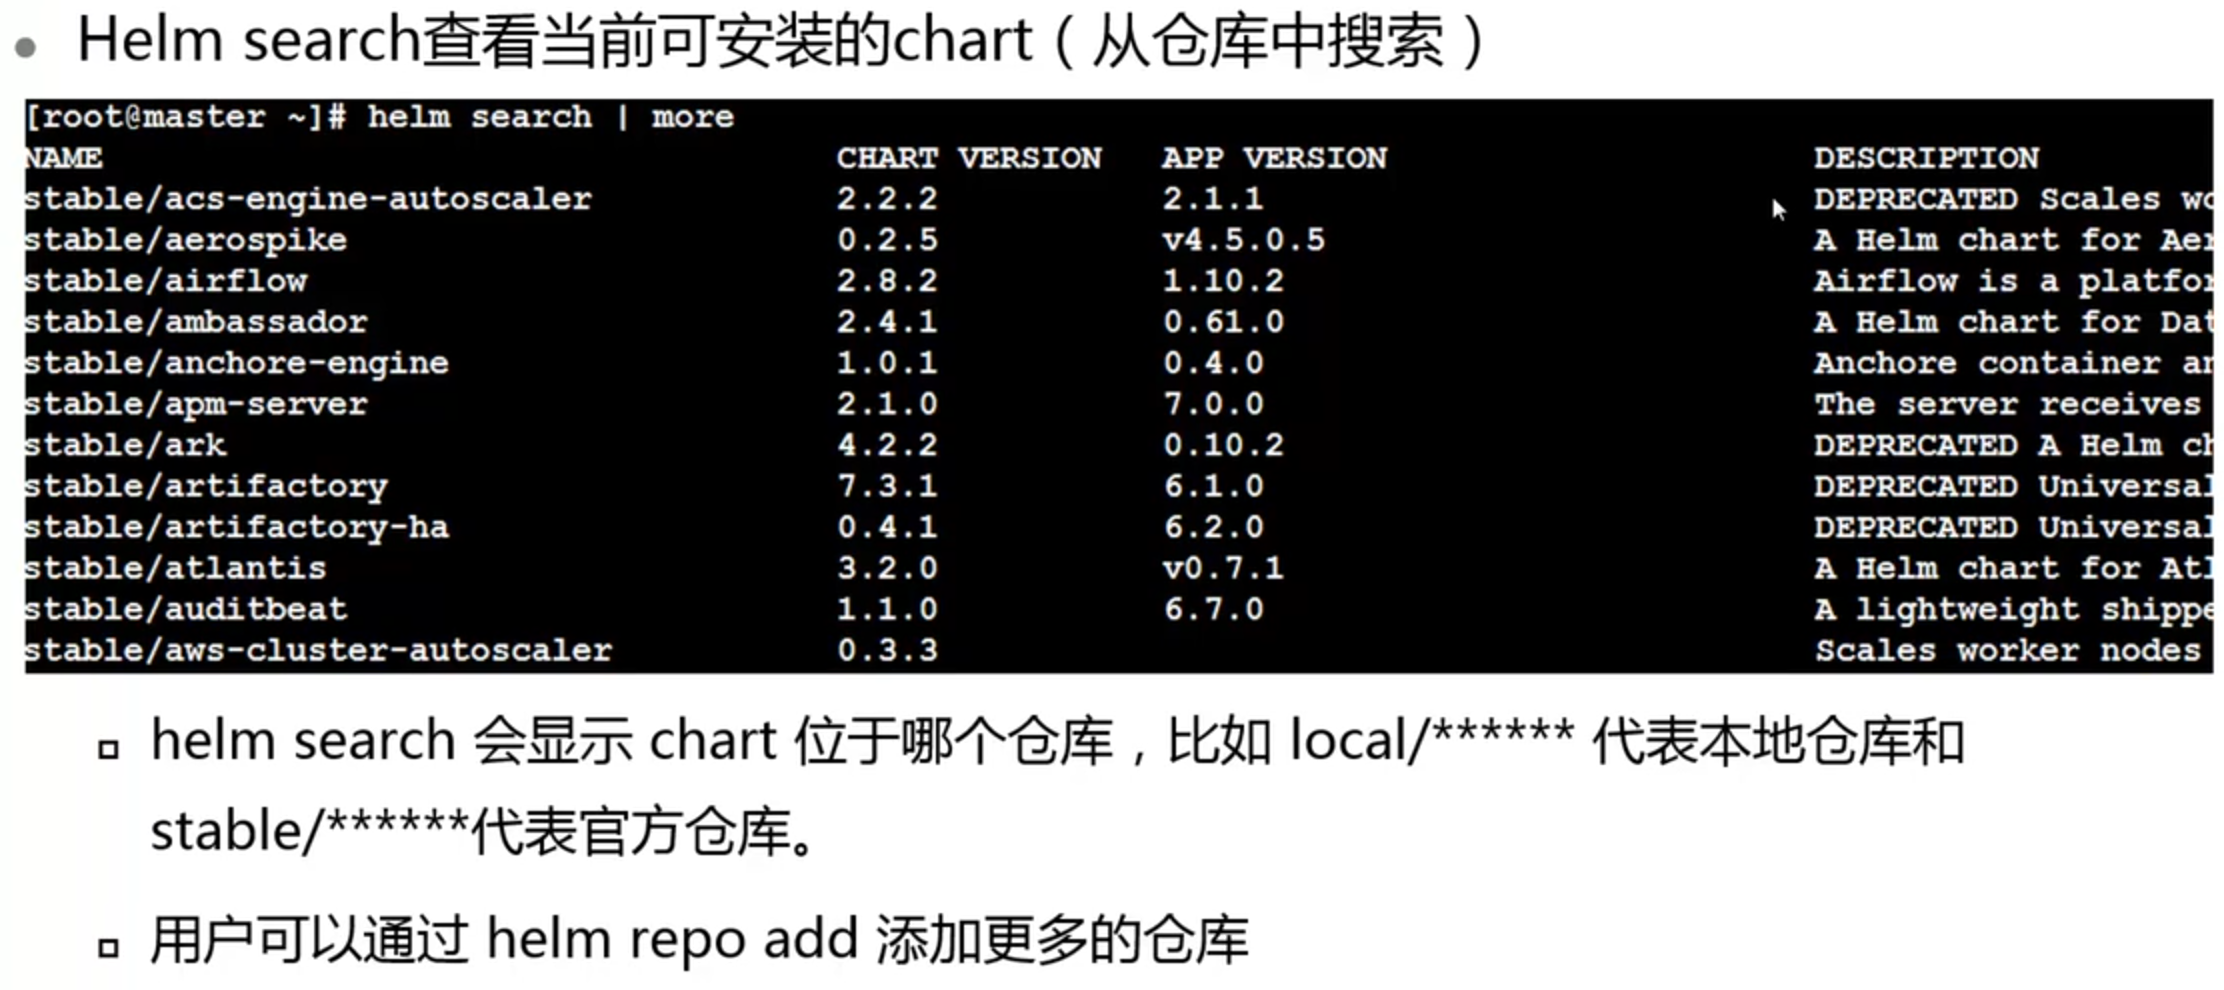 • Helm search查看当前可安装的chart（从仓库中搜索）
[root@master ~]# helm search | more
NAME CHART VERSION APP VERSION DESCRIPTION
stable/acs-engine-autoscaler 2.2.2 2.1.1 DEPRECATED Scales
stable/aerospike 0.2.5 v4.5.0.5 A Helm chart for
stable/airflow 2.8.2 1.10.2 Airflow is a
stable/ambassador 2.4.1 0.61.0 A Helm chart for
stable/anchore-engine 1.0.1 0.4.0 Anchore container
stable/apm-server 2.1.0 7.0.0 The server receives
stable/ark 4.2.2 0.10.2 DEPRECATED A Helm
stable/artifactory 7.3.1 6.1.0 DEPRECATED Universal
stable/artifactory-ha 0.4.1 6.2.0 DEPRECATED Universal
stable/atlantis 3.2.0 v0.7.1 A Helm chart for
stable/auditbeat 1.1.0 6.7.0 A lightweight
stable/aws-cluster-autoscaler 0.3.3 Scales worker nodes
helm search 会显示 chart 位于哪个仓库，比如 local/****** 代表本地仓库和
stable/******代表官方仓库。
用户可以通过 helm repo add 添加更多的仓库